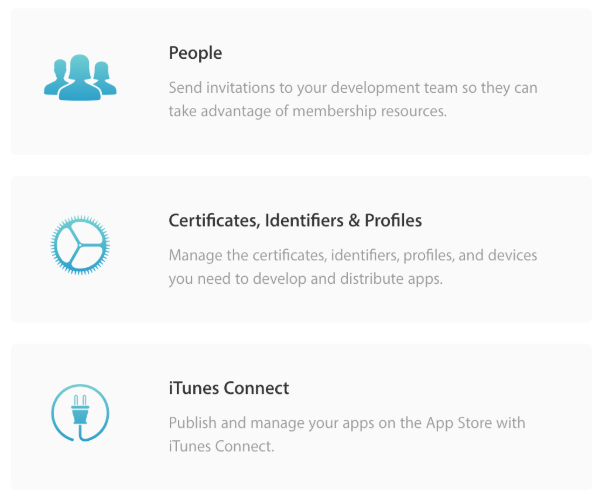 People
Send invitations to your development team so they can
take advantage of membership resources.
Certificates, Identifiers & Profiles
Manage the certificates, identifiers, profiles, and devices
you need to develop and distribute apps.
iTunes Connect
Publish and manage your apps on the App Store with
iTunes Connect.